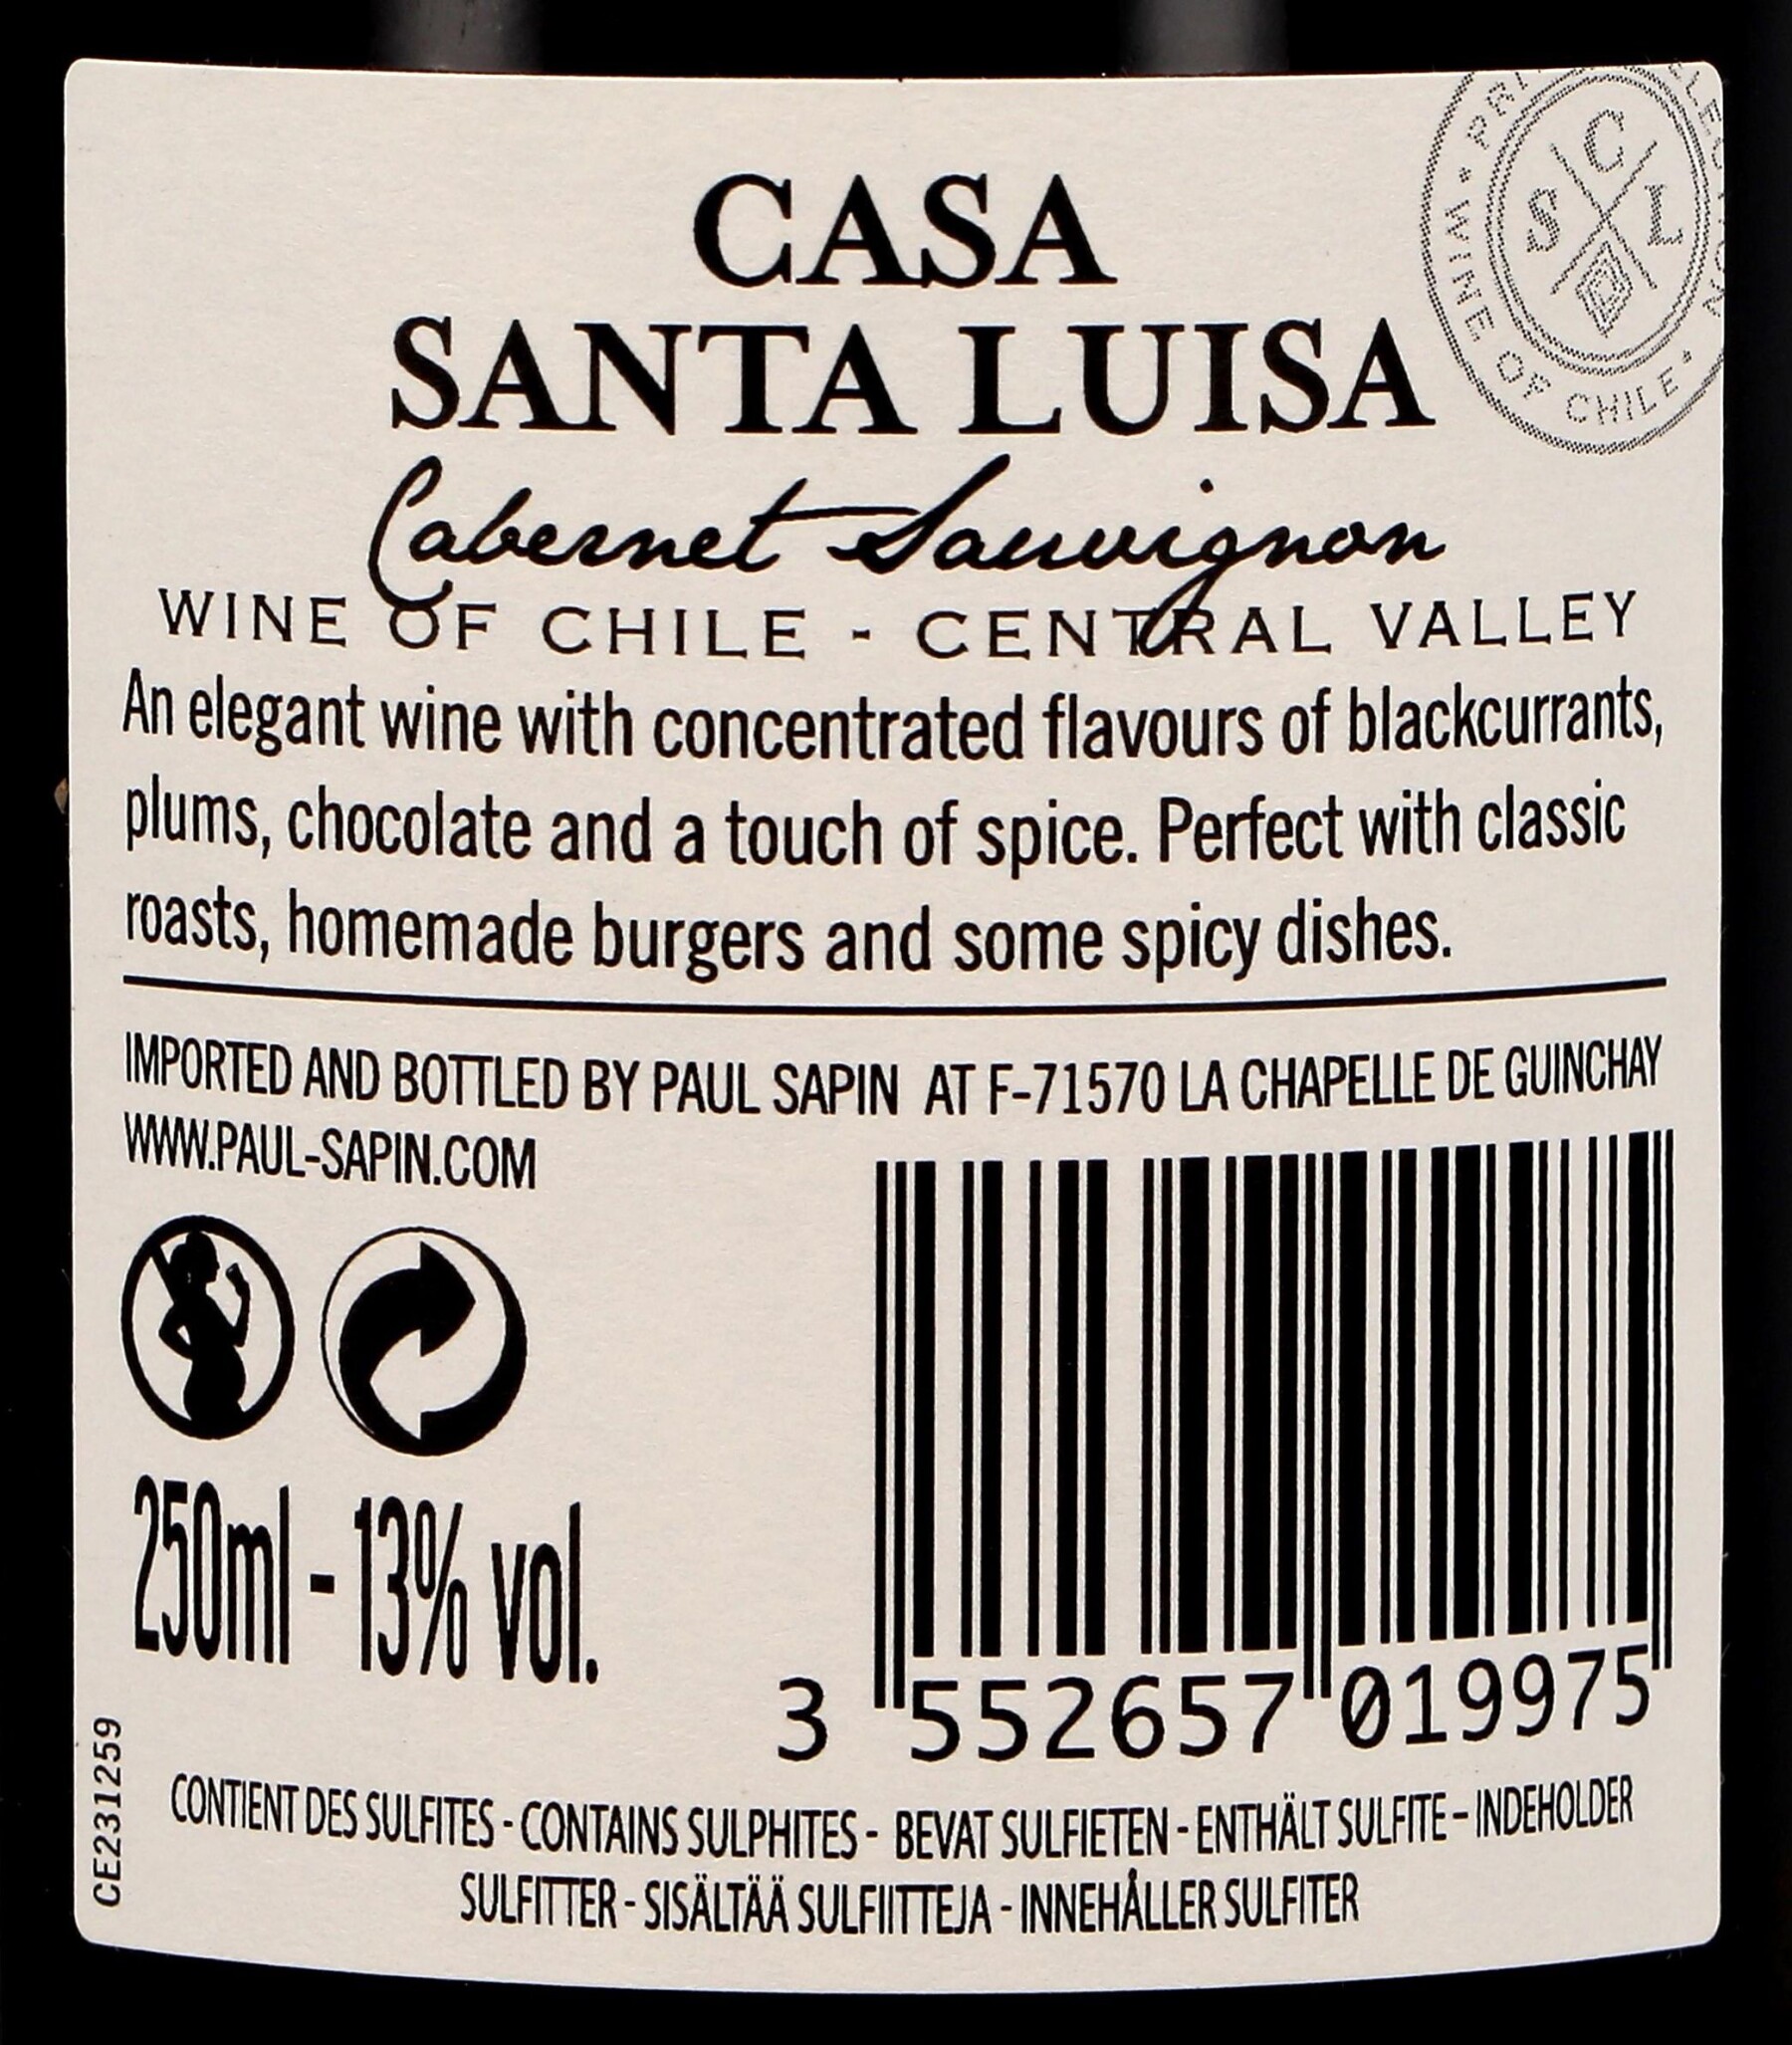 CASA
SANTA LUISA
Cabernet Sauvignon
WINE OF CHILE - CENTRAL VALLEY
An elegant wine with concentrated flavours of blackcurrants,
plums, chocolate and a touch of spice. Perfect with classic
roasts, homemade burgers and some spicy dishes.
IMPORTED AND BOTTLED BY PAUL SAPIN AT F-71570 LA CHAPELLE DE GUINCHAY
WWW.PAUL-SAPIN.COM
250ml - 13% vol.
3 552657 019975
CE231259
CONTIENT DES SULFITES - CONTAINS SULPHITES - BEVAT SULFIETEN - ENTHÄLT SULFITE - INDEHOLDER
SULFITTER - SISÄLTÄÄ SULFIITTEJA - INNEHÅLLER SULFITER
C
S L
WINE OF CHILE